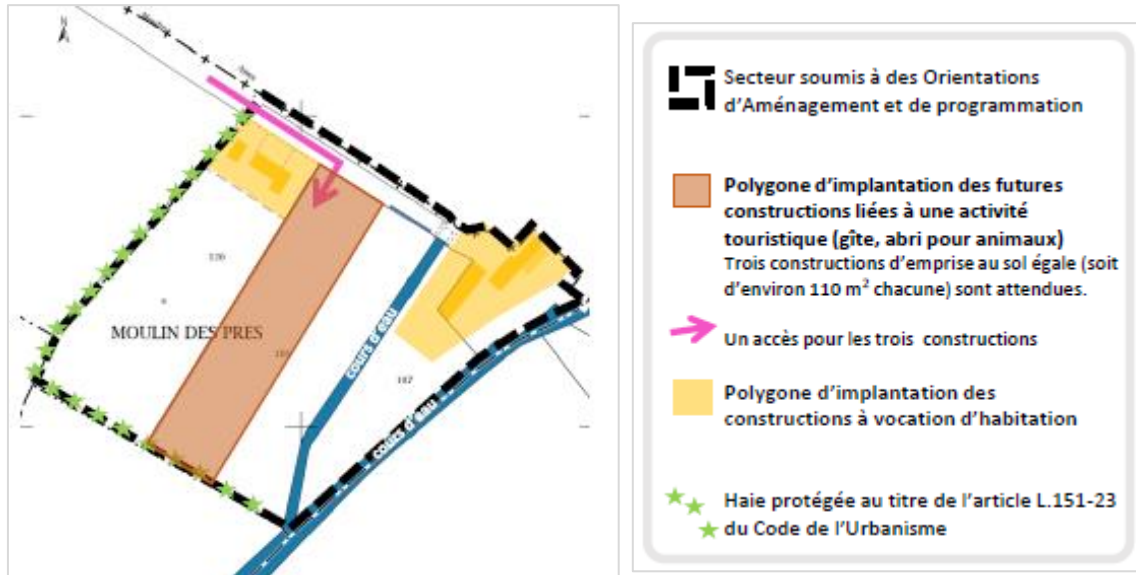 N
MOULIN DES PRES
cours d'eau
cours d'eau
Secteur soumis à des Orientations
d'Aménagement et de programmation
Polygone d'implantation des futures
constructions liées à une activité
touristique (gîte, abri pour animaux)
Trois constructions d'emprise au sol égale (soit
d'environ 110 m² chacune) sont attendues.
Un accès pour les trois constructions
Polygone d'implantation des
constructions à vocation d'habitation
Haie protégée au titre de l'article L.151-23
du Code de l'Urbanisme